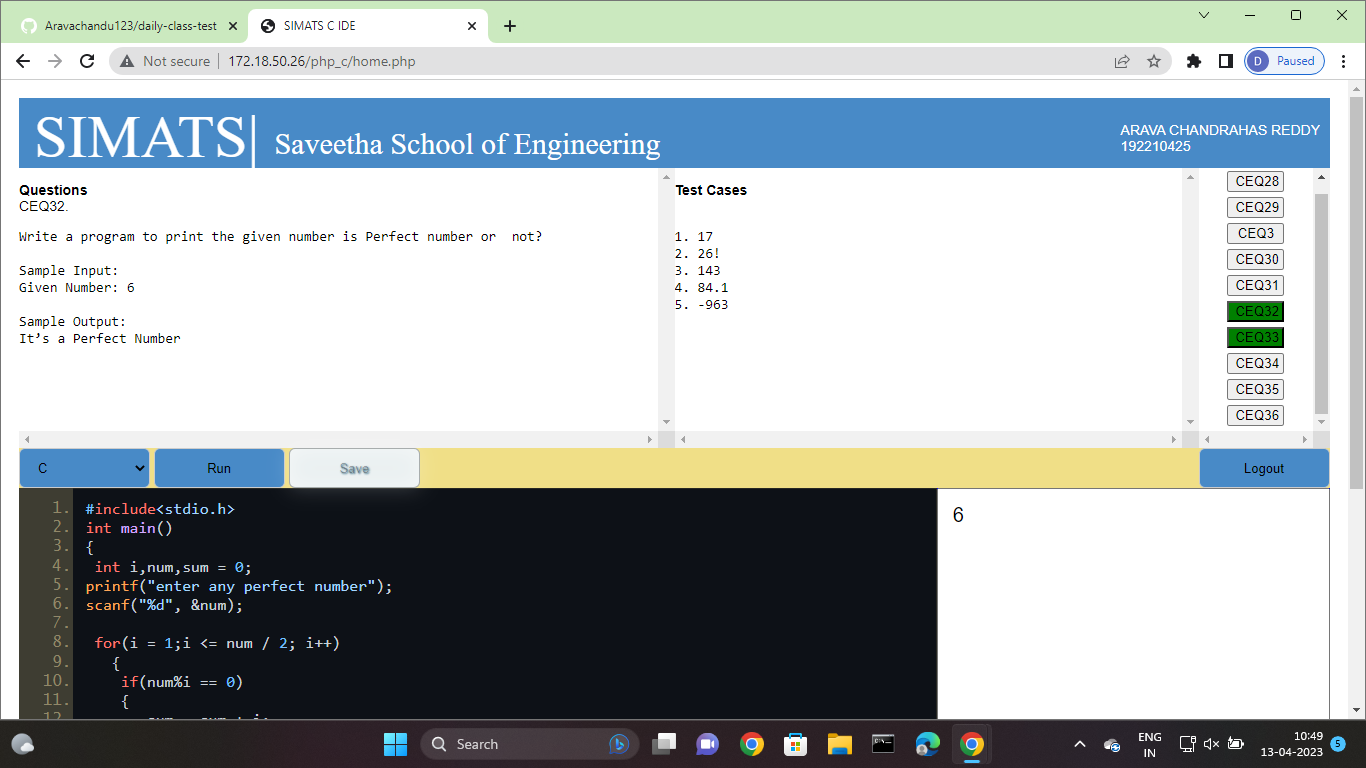 Aravachandu123/daily-class-test
SIMATS C IDE
Not secure
172.18.50.26/php_c/home.php
D
Paused
SIMATS|
Saveetha School of Engineering
ARAVA CHANDRAHAS REDDY
192210425
Questions
CEQ32.
Write a program to print the given number is Perfect number or  not?
Sample Input:
Given Number: 6
Sample Output:
It’s a Perfect Number
Test Cases
1. 17
2. 26!
3. 143
4. 84.1
5. -963
CEQ28
CEQ29
CEQ3
CEQ30
CEQ31
CEQ32
CEQ33
CEQ34
CEQ35
CEQ36
C
Run
Save
Logout
1. #include<stdio.h>
2. int main()
3. {
4.  int i,num,sum = 0;
5. printf("enter any perfect number");
6. scanf("%d", &num);
7.
8.  for(i = 1;i <= num / 2; i++)
9.    {
10.     if(num%i == 0)
11.     {
12.
6
Search
ENG
IN
10:49
13-04-2023
5